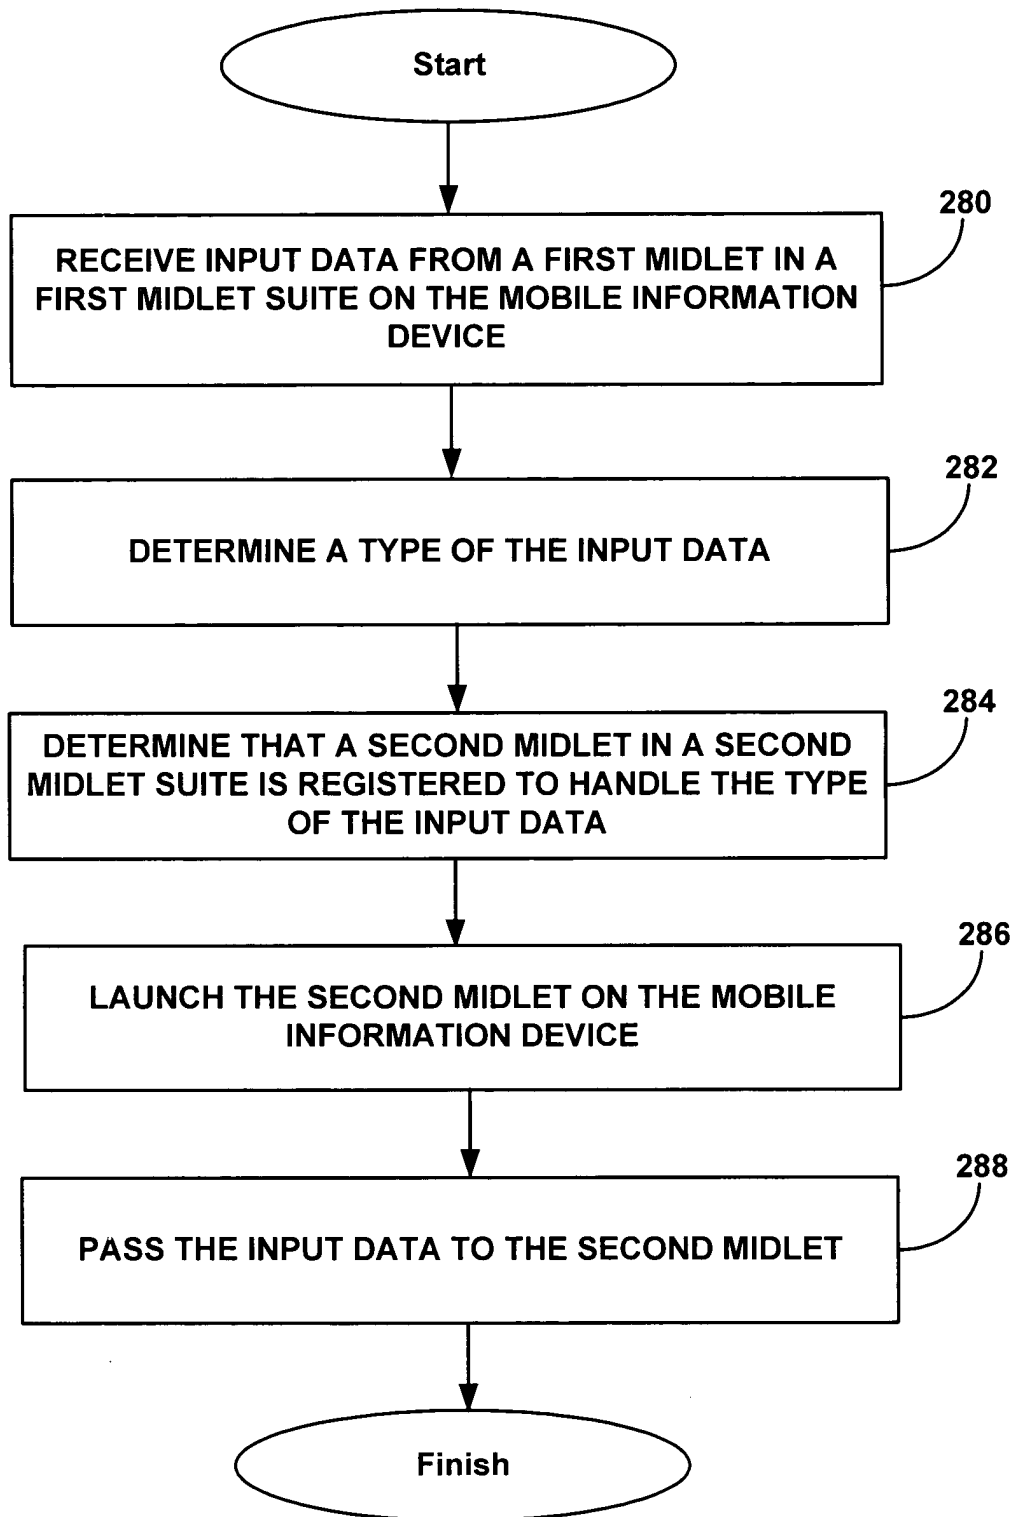 Start
280
RECEIVE INPUT DATA FROM A FIRST MIDLET IN A
FIRST MIDLET SUITE ON THE MOBILE INFORMATION
DEVICE
282
DETERMINE A TYPE OF THE INPUT DATA
284
DETERMINE THAT A SECOND MIDLET IN A SECOND
MIDLET SUITE IS REGISTERED TO HANDLE THE TYPE
OF THE INPUT DATA
286
LAUNCH THE SECOND MIDLET ON THE MOBILE
INFORMATION DEVICE
288
PASS THE INPUT DATA TO THE SECOND MIDLET
Finish